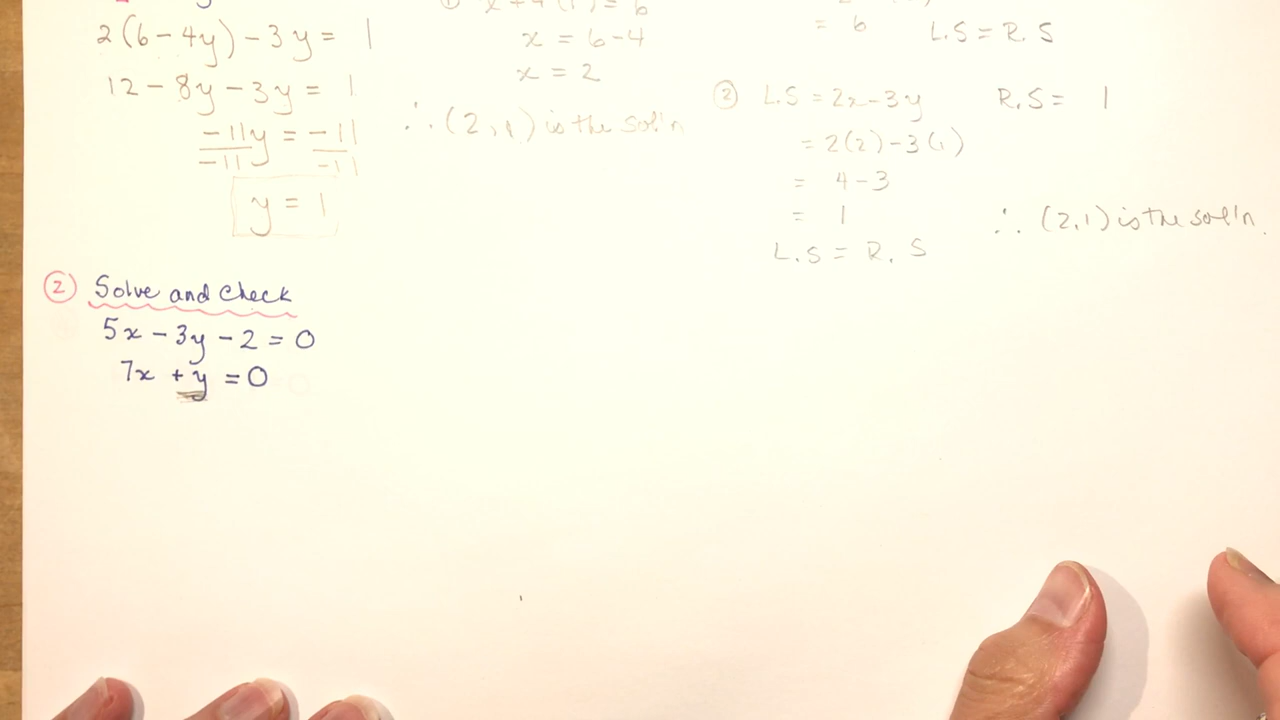 2(6-4y)-3y = 1
12-8y-3y = 1
-11y = -11
-11 -11
y = 1
x = 6-4
x = 2
∴ (2,1) is the sol'n
= 6 L.S = R.S
② L.S = 2x-3y R.S = 1
= 2(2)-3(1)
= 4-3
= 1
L.S = R.S
∴ (2,1) is the sol'n.
② Solve and check
5x-3y-2=0
7x+y=0